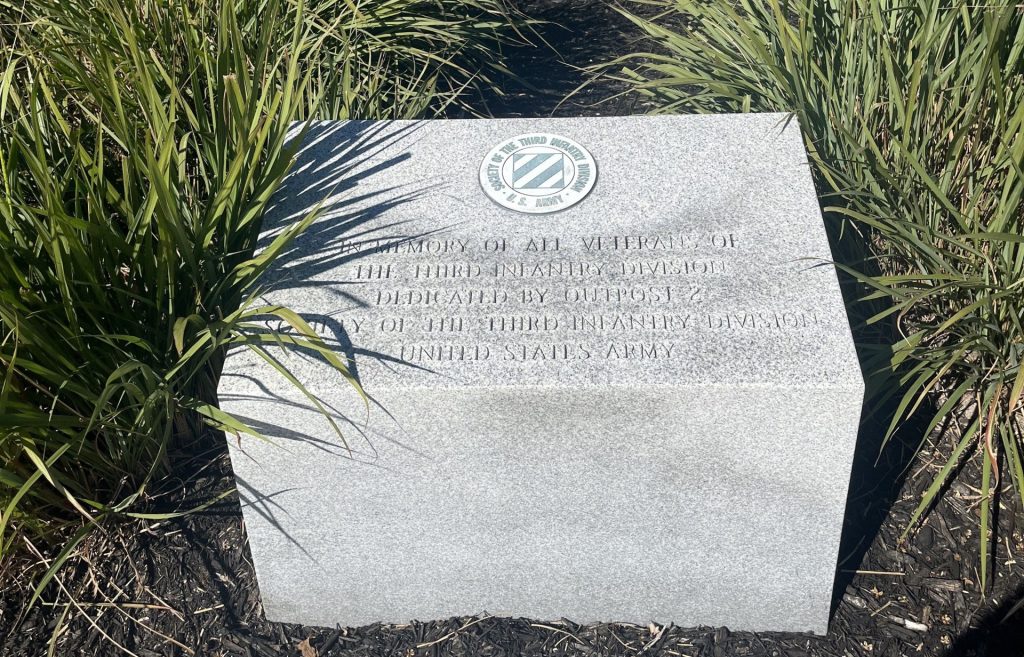 SOCIETY OF THE THIRD INFANTRY DIVISION
U.S. ARMY
IN MEMORY OF ALL VETERANS OF
THE THIRD INFANTRY DIVISION
DEDICATED BY OUTPOST 2
SOCIETY OF THE THIRD INFANTRY DIVISION
UNITED STATES ARMY